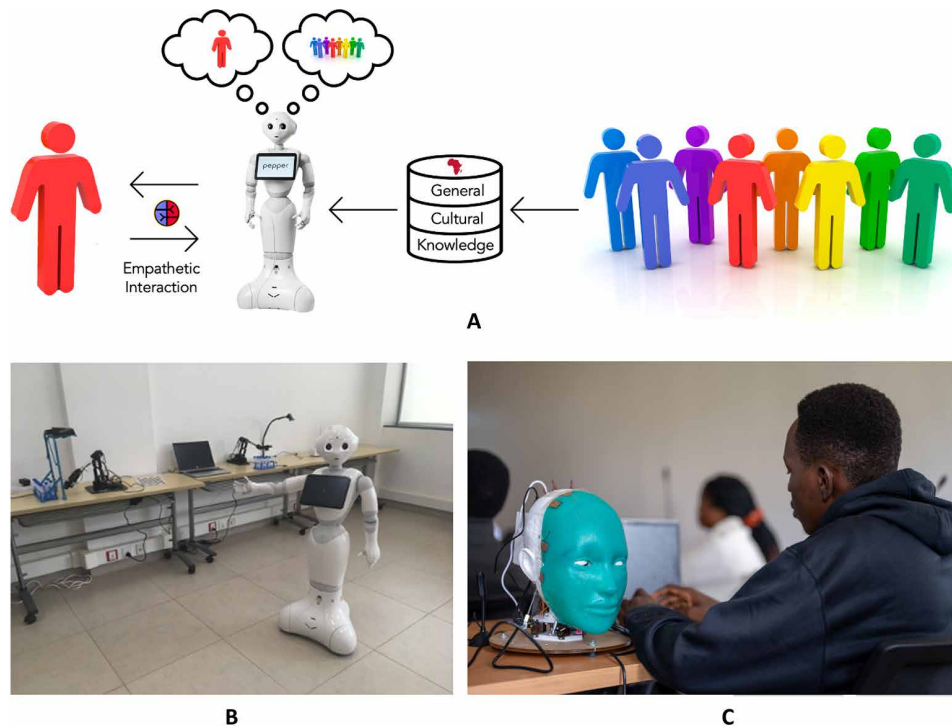 pepper
General
Cultural
Knowledge
Empathetic
Interaction
A
B
C